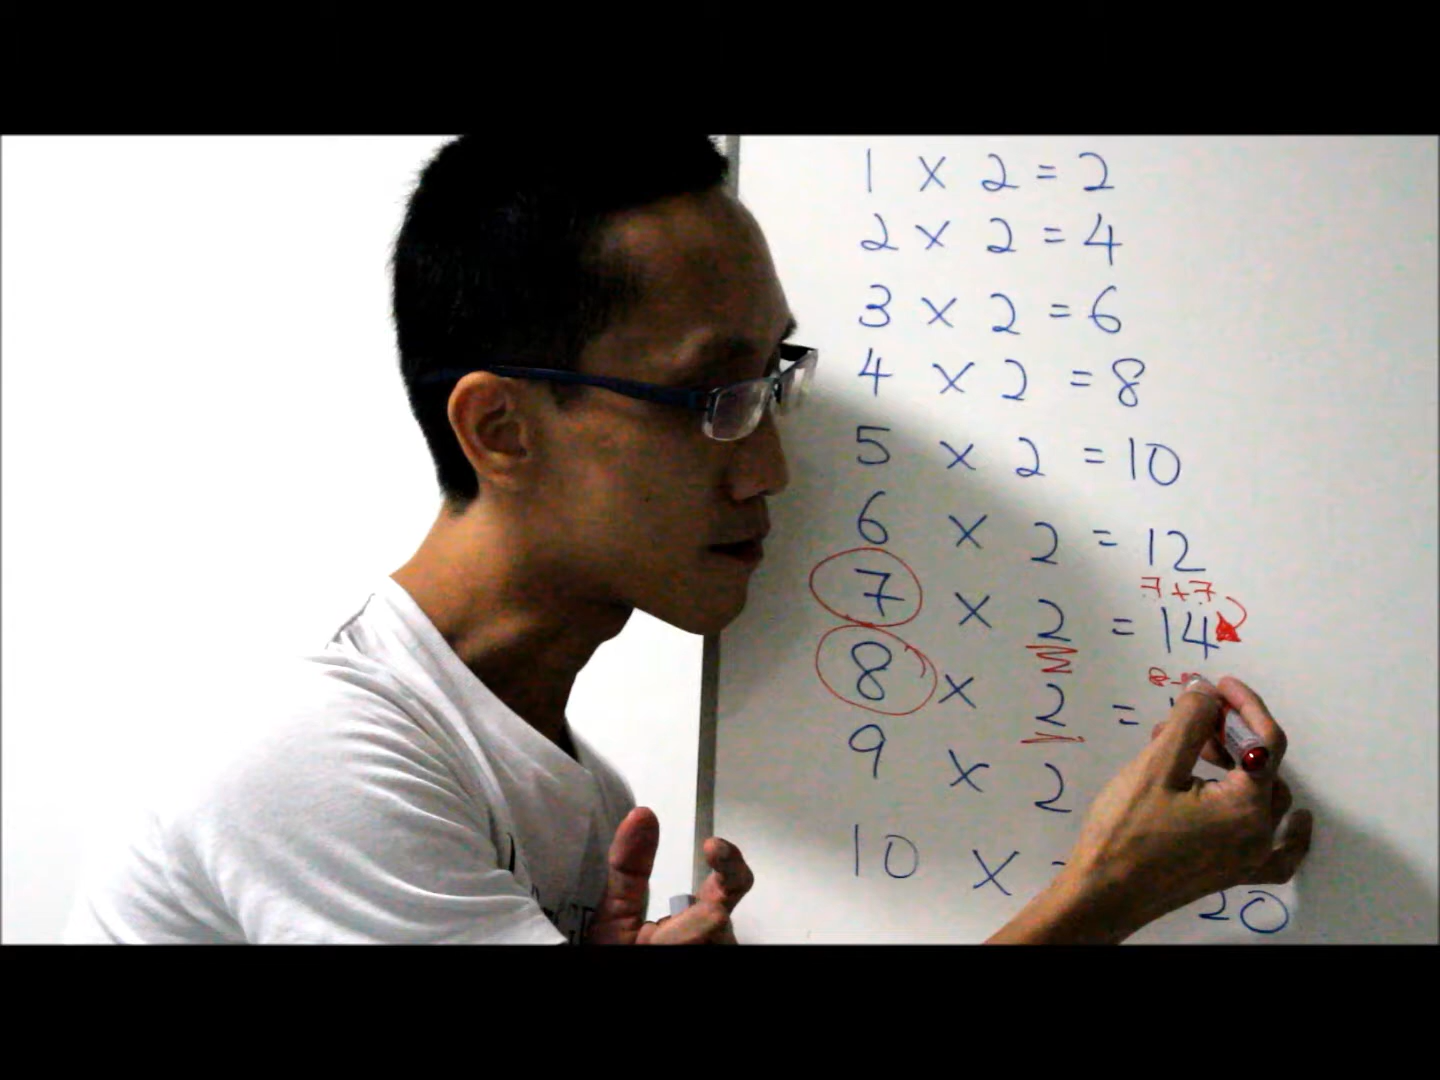 1 × 2 = 2
2 × 2 = 4
3 × 2 = 6
4 × 2 = 8
5 × 2 = 10
6 × 2 = 12
7+7
7 × 2 = 14
8 × 2 =
9 × 2
10 ×
20